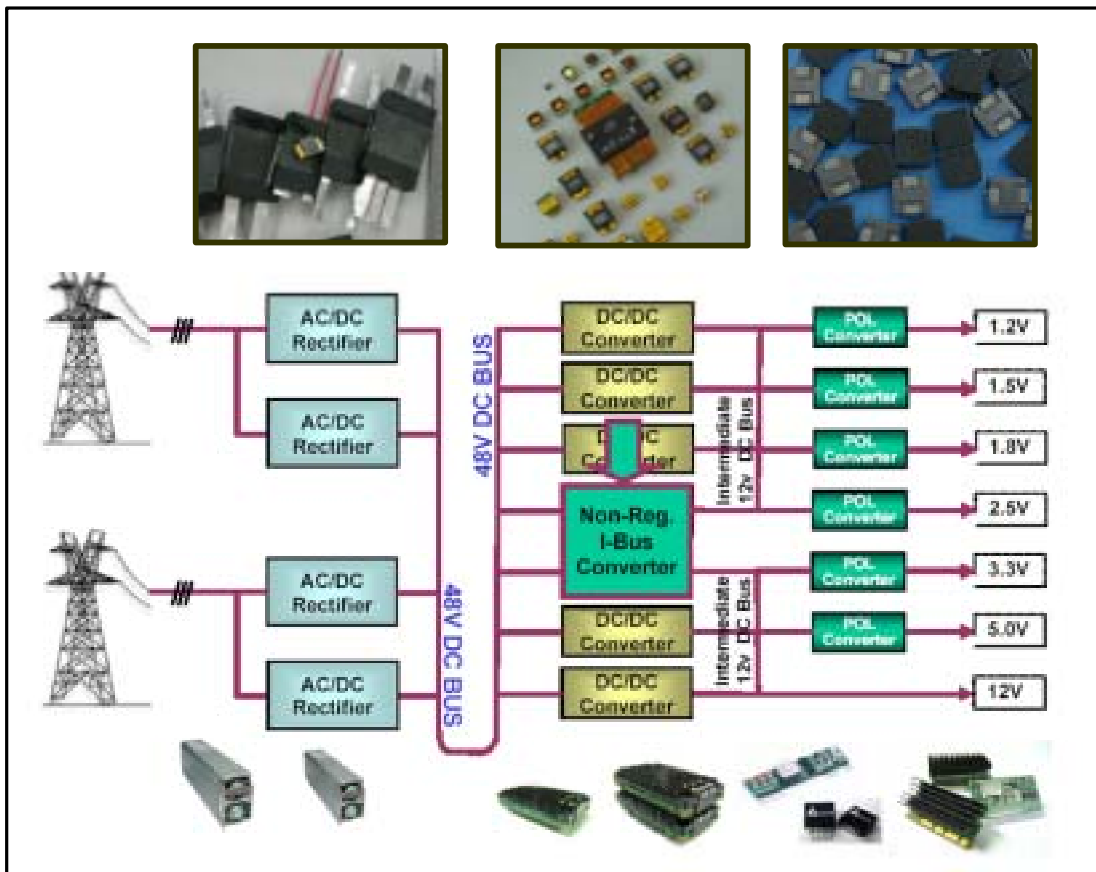 AC/DC
Rectifier
AC/DC
Rectifier
AC/DC
Rectifier
AC/DC
Rectifier
48V DC BUS
48V DC BUS
DC/DC
Converter
DC/DC
Converter
DC/DC
Converter
Non-Reg.
I-Bus
Converter
DC/DC
Converter
DC/DC
Converter
Intermediate
12v DC Bus
Intermediate
12v DC Bus
POL
Converter
POL
Converter
POL
Converter
POL
Converter
POL
Converter
POL
Converter
1.2V
1.5V
1.8V
2.5V
3.3V
5.0V
12V